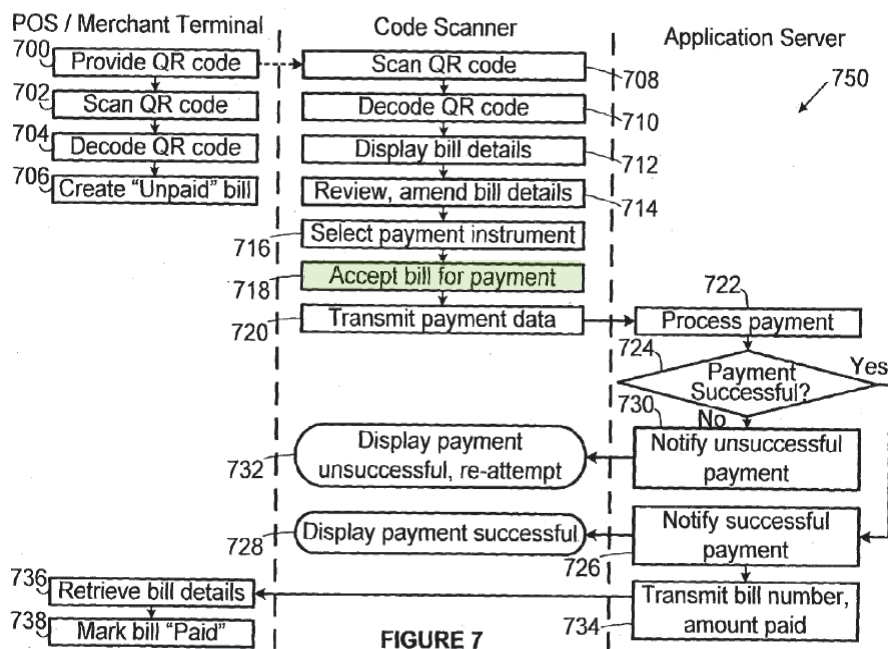 POS / Merchant Terminal
Code Scanner
Application Server
700
Provide QR code
702
Scan QR code
704
Decode QR code
706
Create “Unpaid” bill
Scan QR code
708
Decode QR code
710
Display bill details
712
Review, amend bill details
714
716
Select payment instrument
718
Accept bill for payment
720
Transmit payment data
750
722
Process payment
724
Payment
Successful?
Yes
No
730
Notify unsuccessful
payment
732
Display payment
unsuccessful, re-attempt
728
Display payment successful
Notify successful
payment
726
Transmit bill number,
amount paid
734
736
Retrieve bill details
738
Mark bill “Paid”
FIGURE 7